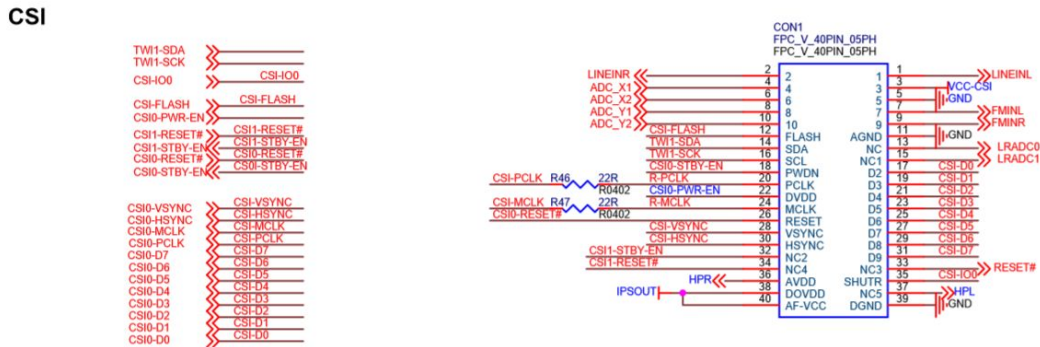 CSI
TWI1-SDA
TWI1-SCK
CSI-IO0 CSI-IO0
CSI-FLASH CSI-FLASH
CSI0-PWR-EN
CSI1-RESET# CSI1-RESET#
CSI1-STBY-EN CSI1-STBY-EN
CSI0-RESET# CSI0-RESET#
CSI0-STBY-EN CS0I-STBY-EN
CSI0-VSYNC CSI-VSYNC
CSI0-HSYNC CSI-HSYNC
CSI0-MCLK CSI-MCLK
CSI0-PCLK CSI-PCLK
CSI0-D7 CSI-D7
CSI0-D6 CSI-D6
CSI0-D5 CSI-D5
CSI0-D4 CSI-D4
CSI0-D3 CSI-D3
CSI0-D2 CSI-D2
CSI0-D1 CSI-D1
CSI0-D0 CSI-D0
CON1
FPC_V_40PIN_05PH
FPC_V_40PIN_05PH
LINEINR 2 2 1 1 LINEINL
ADC_X1 4 4 3 3 VCC-CSI
ADC_X2 6 6 5 5 GND
ADC_Y1 8 8 7 7 FMINL
ADC_Y2 10 10 9 9 FMINR
CSI-FLASH 12 FLASH AGND 11 GND
TWI1-SDA 14 SDA NC 13 LRADC0
TWI1-SCK 16 SCL NC1 15 LRADC1
CSI0-STBY-EN 18 PWDN D2 17 CSI-D0
CSI-PCLK R46 22R R0402 R-PCLK 20 PCLK D3 19 CSI-D1
CSI0-PWR-EN 22 DVDD D4 21 CSI-D2
CSI-MCLK R47 22R R0402 R-MCLK 24 MCLK D5 23 CSI-D3
CSI0-RESET# 26 RESET D6 25 CSI-D4
CSI-VSYNC 28 VSYNC D7 27 CSI-D5
CSI-HSYNC 30 HSYNC D8 29 CSI-D6
CSI1-STBY-EN 32 NC2 D9 31 CSI-D7
CSI1-RESET# 34 NC4 NC3 33 RESET#
HPR 36 AVDD SHUTR 35 CSI-IO0
IPSOUT 38 DOVDD NC5 37 HPL
40 AF-VCC DGND 39 GND